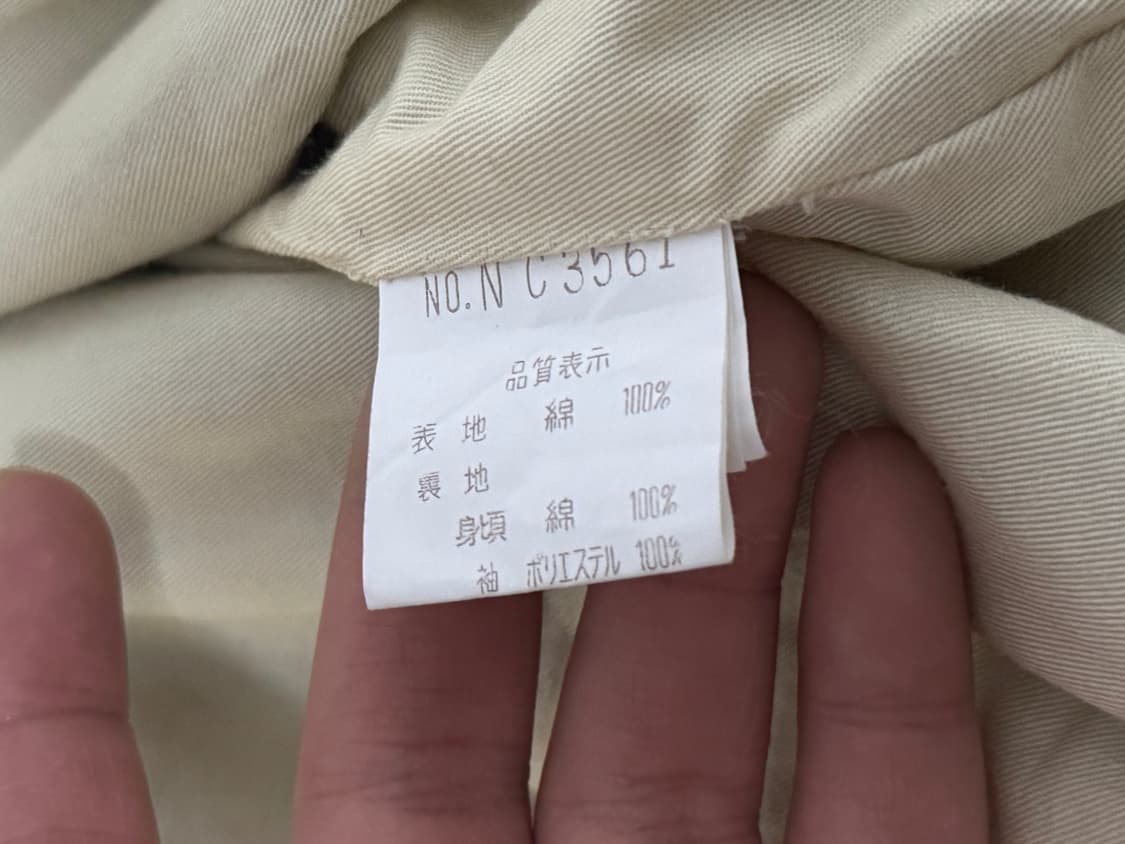 NO. NC3561
品質表示
表 地 綿 100%
裏 地
身頃 綿 100%
袖 ポリエステル 100%